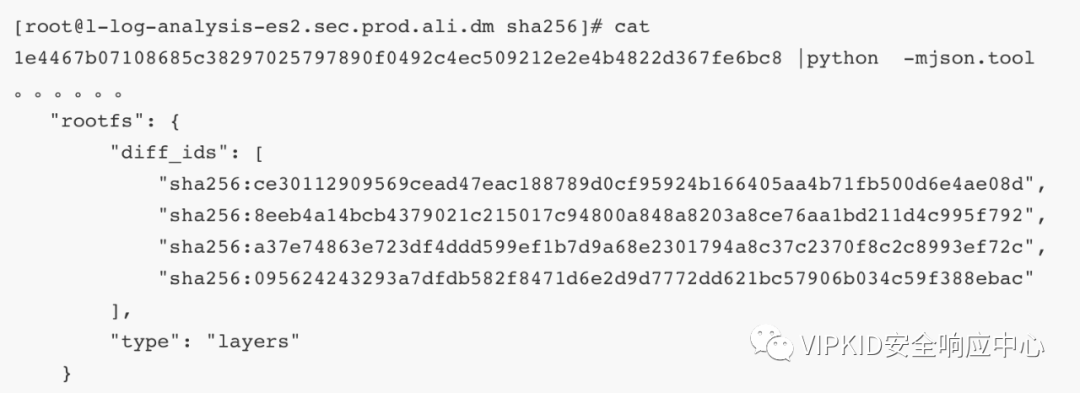 [root@l-log-analysis-es2.sec.prod.ali.dm sha256]# cat
1e4467b07108685c38297025797890f0492c4ec509212e2e4b4822d367fe6bc8 |python  -mjson.tool
。。。。。。
"rootfs": {
"diff_ids": [
"sha256:ce30112909569cead47eac188789d0cf95924b166405aa4b71fb500d6e4ae08d",
"sha256:8eeb4a14bcb4379021c215017c94800a848a8203a8ce76aa1bd211d4c995f792",
"sha256:a37e74863e723df4ddd599ef1b7d9a68e2301794a8c37c2370f8c2c8993ef72c",
"sha256:095624243293a7dfdb582f8471d6e2d9d7772dd621bc57906b034c59f388ebac"
],
"type": "layers"
}
VIPKID安全响应中心